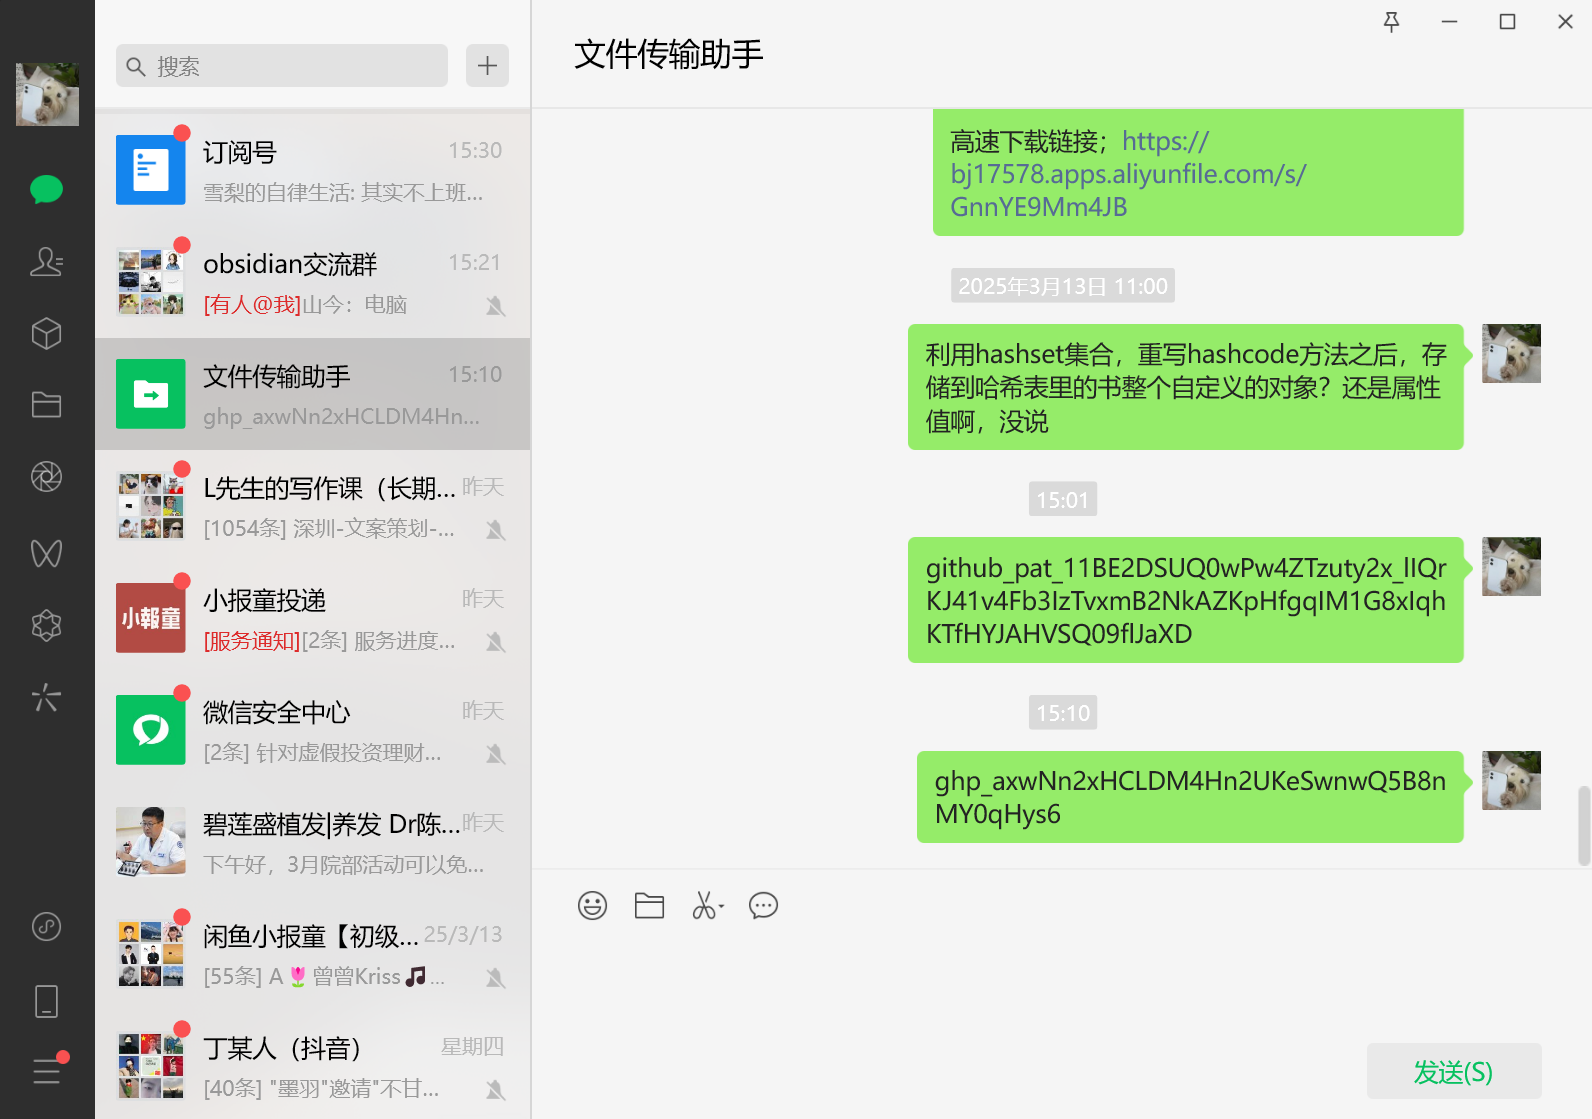 搜索
订阅号 15:30
雪梨的自律生活: 其实不上班...
obsidian交流群 15:21
[有人@我]山今：电脑
文件传输助手 15:10
ghp_axwNn2xHCLDM4Hn...
L先生的写作课（长期... 昨天
[1054条] 深圳-文案策划-...
小報童
小报童投递 昨天
[服务通知][2条] 服务进度...
微信安全中心 昨天
[2条] 针对虚假投资理财...
碧莲盛植发|养发 Dr陈... 昨天
下午好，3月院部活动可以免...
闲鱼小报童【初级... 25/3/13
[55条] A🌷曾曾Kriss🎵...
丁某人（抖音） 星期四
[40条] "墨羽"邀请"不甘...
文件传输助手
高速下载链接；https://
bj17578.apps.aliyunfile.com/s/
GnnYE9Mm4JB
2025年3月13日 11:00
利用hashset集合，重写hashcode方法之后，存
储到哈希表里的书整个自定义的对象？还是属性
值啊，没说
15:01
github_pat_11BE2DSUQ0wPw4ZTzuty2x_lIQr
KJ41v4Fb3IzTvxmB2NkAZKpHfgqIM1G8xIqh
KTfHYJAHVSQ09flJaXD
15:10
ghp_axwNn2xHCLDM4Hn2UKeSwnwQ5B8n
MY0qHys6
发送(S)